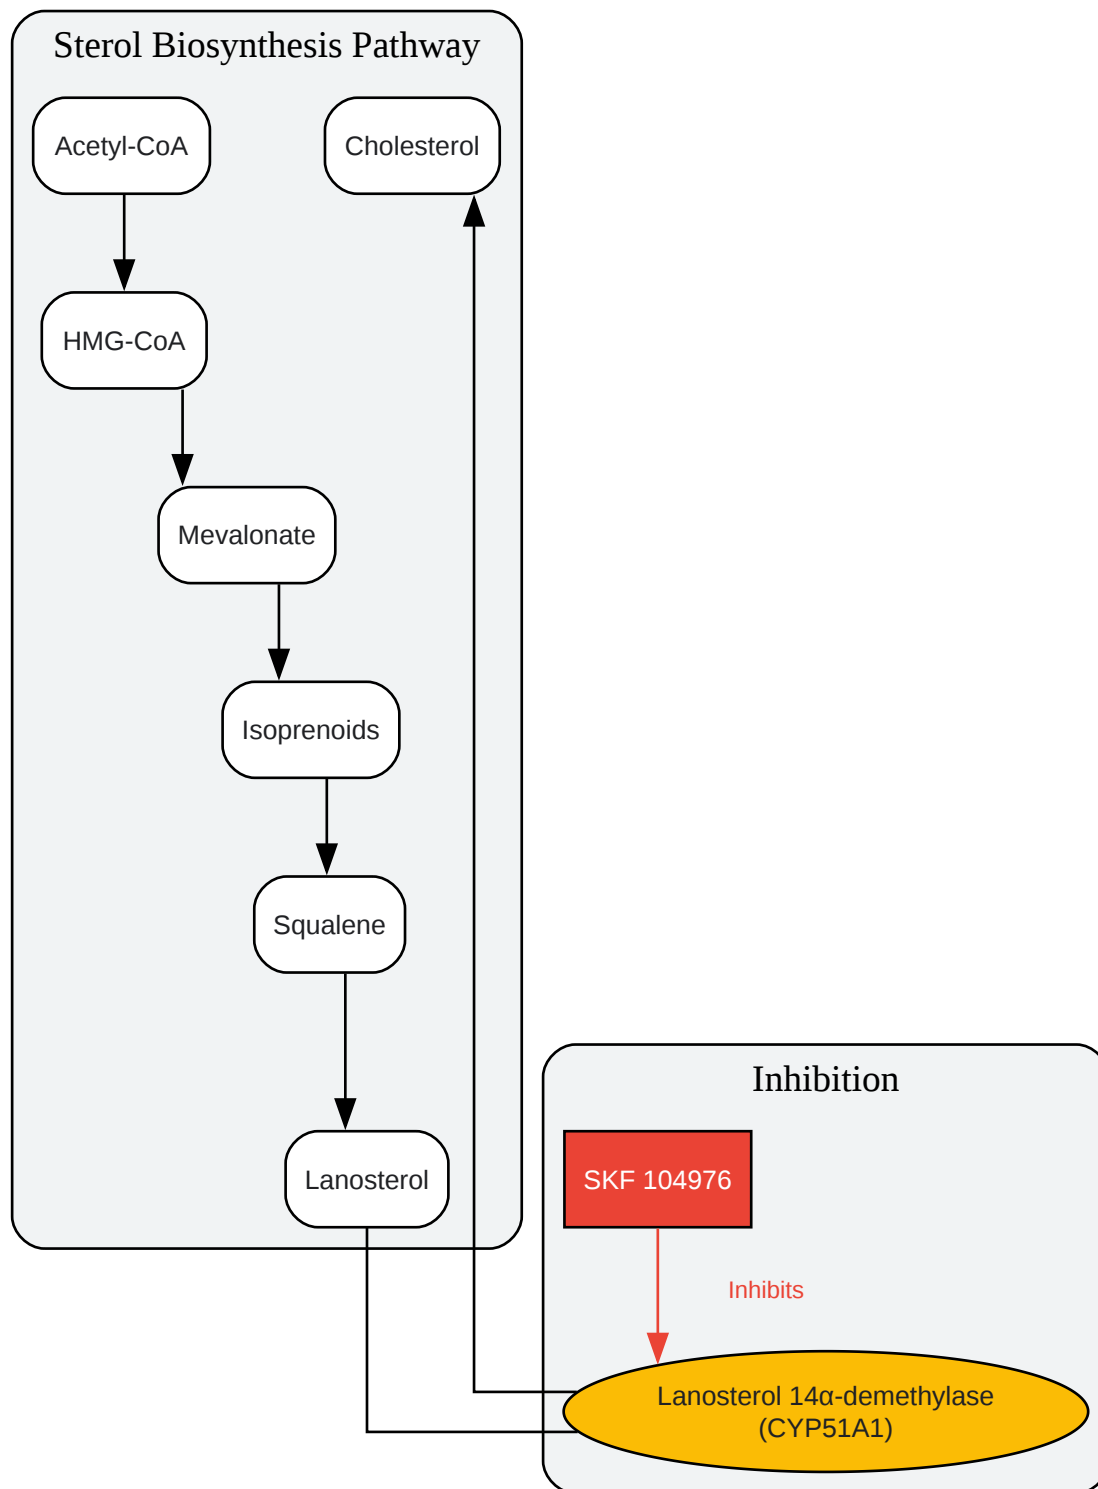 Sterol Biosynthesis Pathway
Acetyl-CoA
Cholesterol
HMG-CoA
Mevalonate
Isoprenoids
Squalene
Lanosterol
Inhibition
SKF 104976
Inhibits
Lanosterol 14α-demethylase
(CYP51A1)